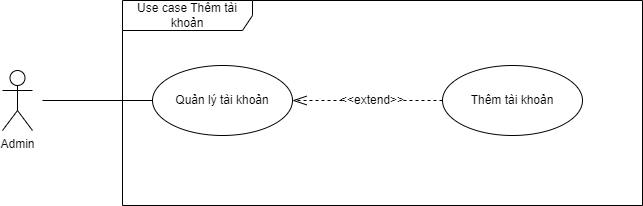 Use case Thêm tài
khoản
Quản lý tài khoản
<<extend>>
Thêm tài khoản
Admin